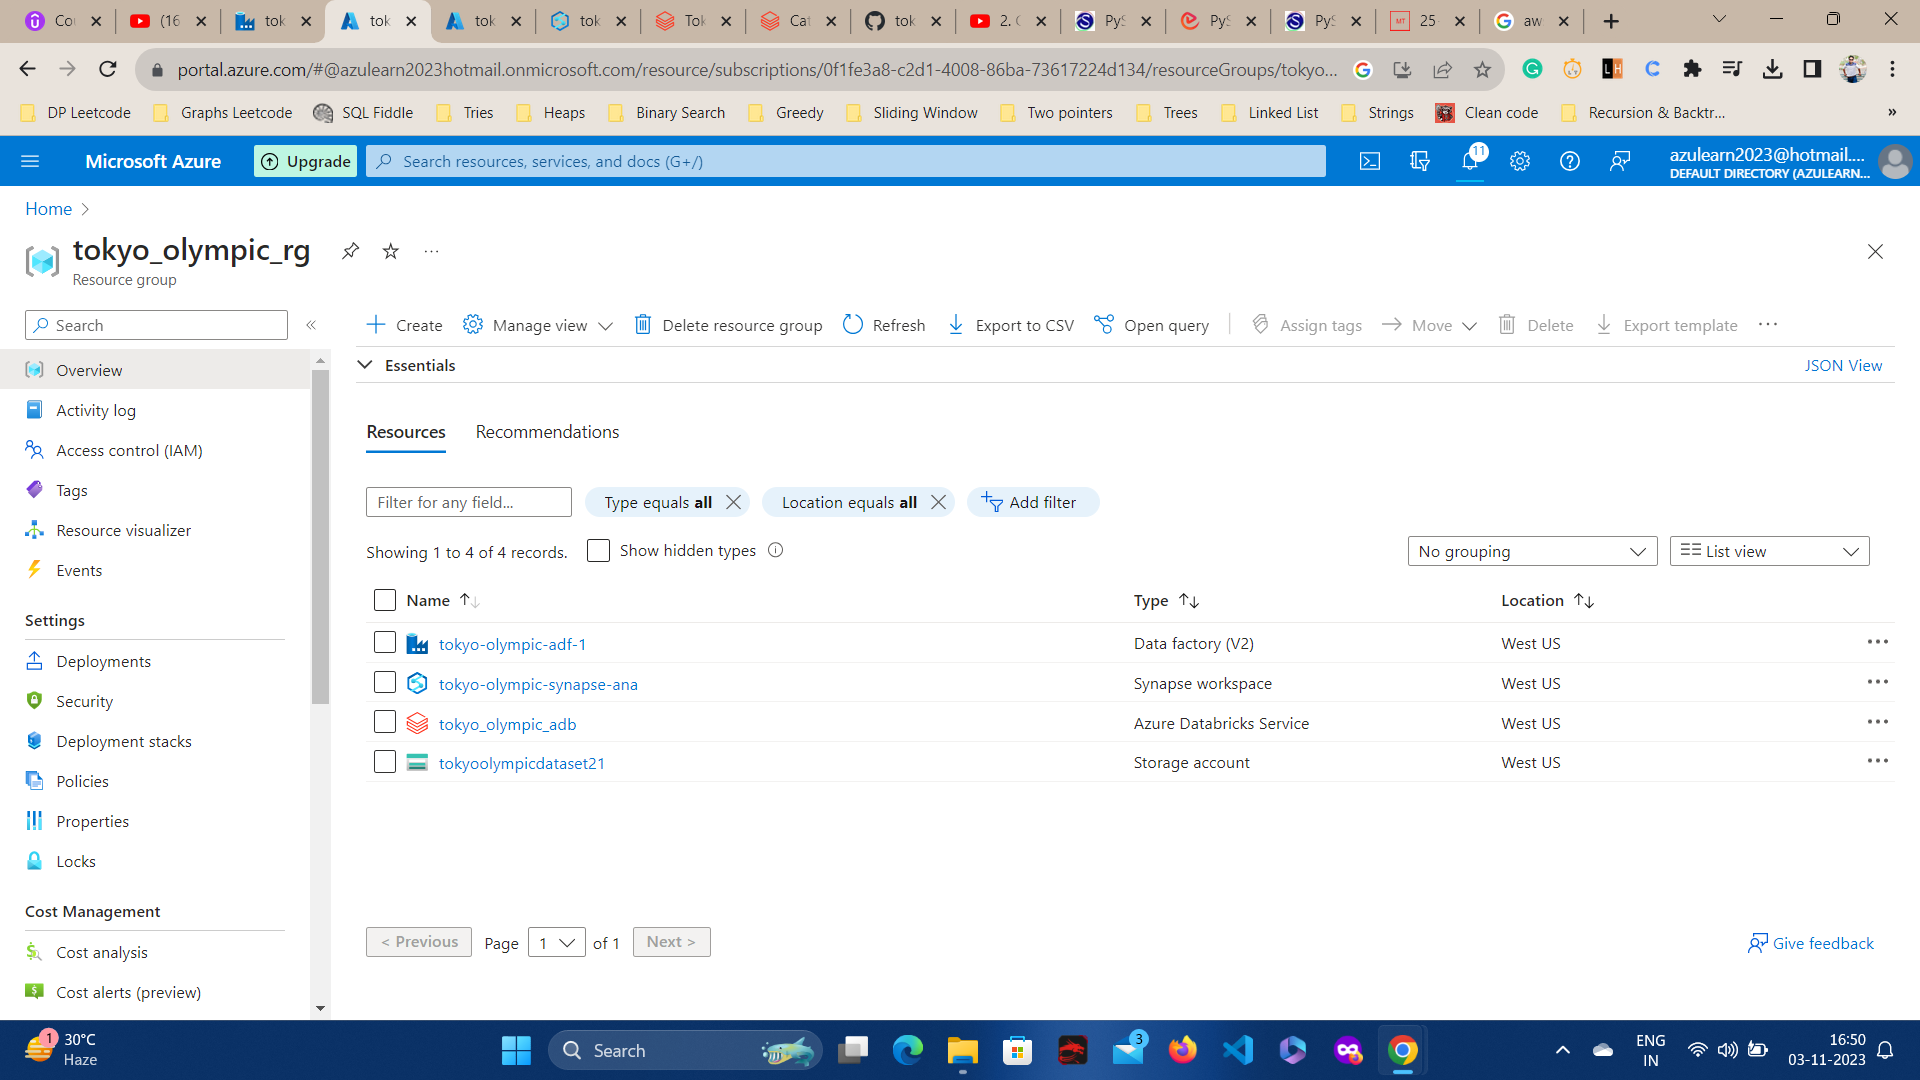 Co
(16
tok
tok
tok
tok
Tok
Cat
tok
2. C
PyS
PyS
PyS
25
aw
portal.azure.com/#@azulearn2023hotmail.onmicrosoft.com/resource/subscriptions/0f1fe3a8-c2d1-4008-86ba-73617224d134/resourceGroups/tokyo...
DP Leetcode
Graphs Leetcode
SQL Fiddle
Tries
Heaps
Binary Search
Greedy
Sliding Window
Two pointers
Trees
Linked List
Strings
Clean code
Recursion & Backtr...
»
Microsoft Azure
Upgrade
Search resources, services, and docs (G+/)
11
azulearn2023@hotmail....
DEFAULT DIRECTORY (AZULEARN...
Home
tokyo_olympic_rg
Resource group
Search
Create
Manage view
Delete resource group
Refresh
Export to CSV
Open query
Assign tags
Move
Delete
Export template
Overview
Activity log
Access control (IAM)
Tags
Resource visualizer
Events
Settings
Deployments
Security
Deployment stacks
Policies
Properties
Locks
Cost Management
Cost analysis
Cost alerts (preview)
Essentials
JSON View
Resources
Recommendations
Filter for any field...
Type equals all
Location equals all
Add filter
Showing 1 to 4 of 4 records.
Show hidden types
No grouping
List view
Name
Type
Location
tokyo-olympic-adf-1
Data factory (V2)
West US
tokyo-olympic-synapse-ana
Synapse workspace
West US
tokyo_olympic_adb
Azure Databricks Service
West US
tokyoolympicdataset21
Storage account
West US
< Previous
Page
1
of 1
Next >
Give feedback
1
30°C
Haze
Search
3
ENG
IN
16:50
03-11-2023